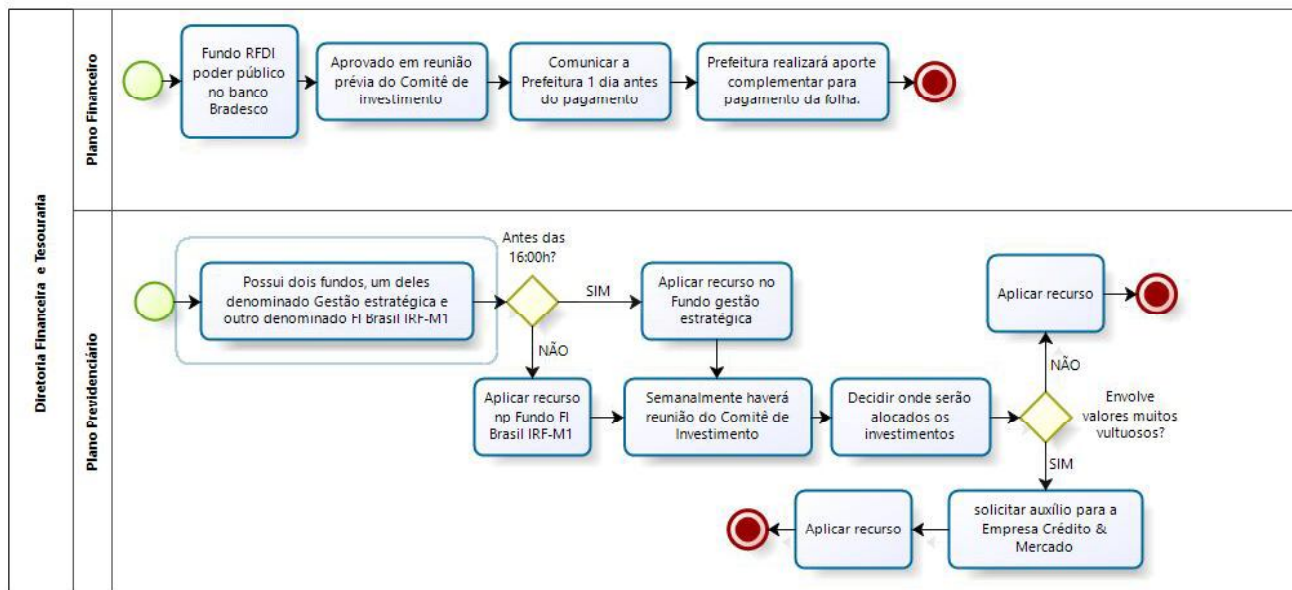 Diretoria Financeira e Tesouraria
Plano Financeiro
Fundo RFDI
poder público
no banco
Bradesco
Aprovado em reunião
prévia do Comitê de
investimento
Comunicar a
Prefeitura 1 dia antes
do pagamento
Prefeitura realizará aporte
complementar para
pagamento da folha.
Plano Previdenciário
Possui dois fundos, um deles
denominado Gestão estratégica e
outro denominado FI Brasil IRF-M1
Antes das
16:00h?
SIM
NÃO
Aplicar recurso no
Fundo gestão
estratégica
Aplicar recurso
np Fundo FI
Brasil IRF-M1
Semanalmente haverá
reunião do Comitê de
Investimento
Decidir onde serão
alocados os
investimentos
Envolve
valores muitos
vultuosos?
NÃO
Aplicar recurso
SIM
solicitar auxílio para a
Empresa Crédito &
Mercado
Aplicar recurso